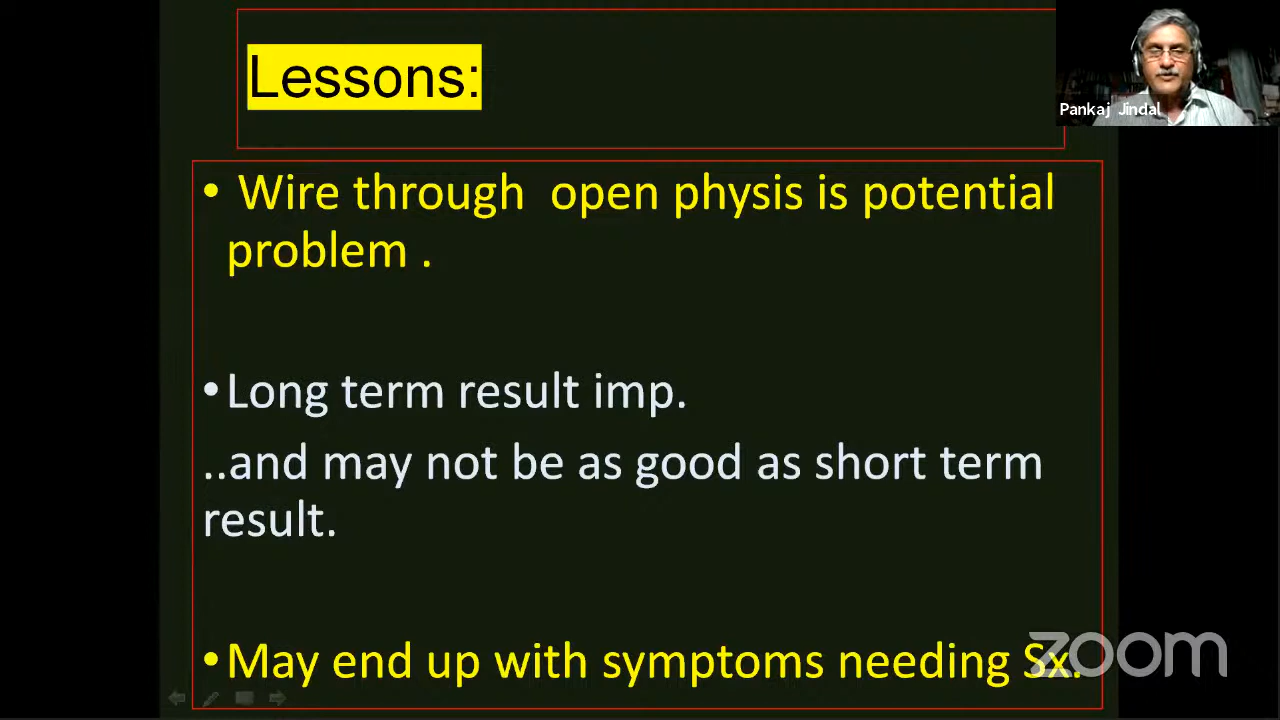 Lessons:
Pankaj Jindal
• Wire through open physis is potential
problem .
• Long term result imp.
..and may not be as good as short term
result.
• May end up with symptoms needing Sx.
zoom